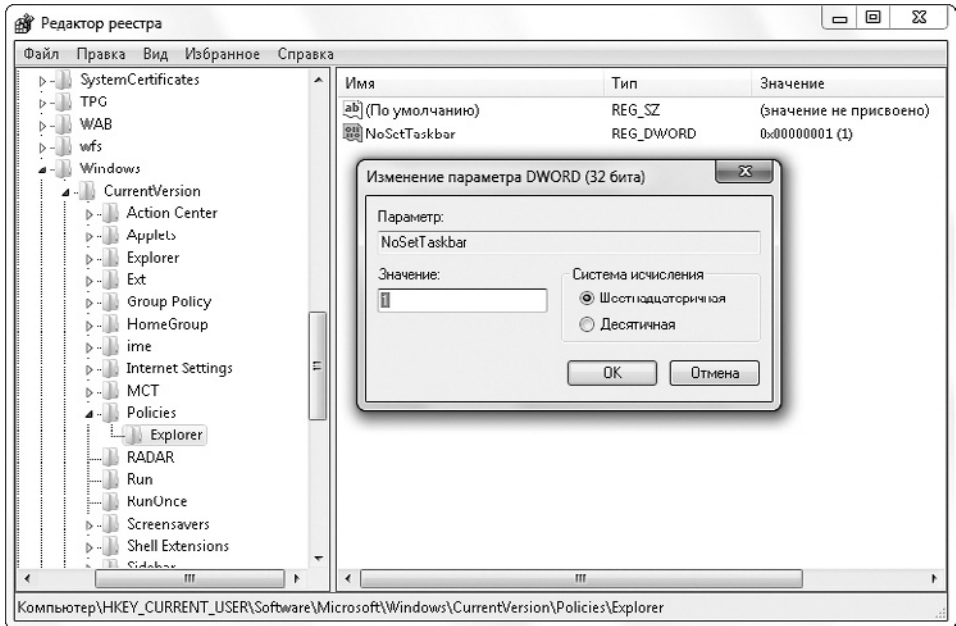 Редактор реестра
Файл Правка Вид Избранное Справка
SystemCertificates
TPG
WAB
wfs
Windows
CurrentVersion
Action Center
Applets
Explorer
Ext
Group Policy
HomeGroup
ime
Internet Settings
MCT
Policies
Explorer
RADAR
Run
RunOnce
Screensavers
Shell Extensions
Sidebar
Имя Тип Значение
(По умолчанию) REG_SZ (значение не присвоено)
NoSetTaskbar REG_DWORD 0x00000001 (1)
Изменение параметра DWORD (32 бита)
Параметр:
NoSetTaskbar
Значение:
1
Система исчисления
Шестнадцатеричная
Десятичная
OK Отмена
Компьютер\HKEY_CURRENT_USER\Software\Microsoft\Windows\CurrentVersion\Policies\Explorer